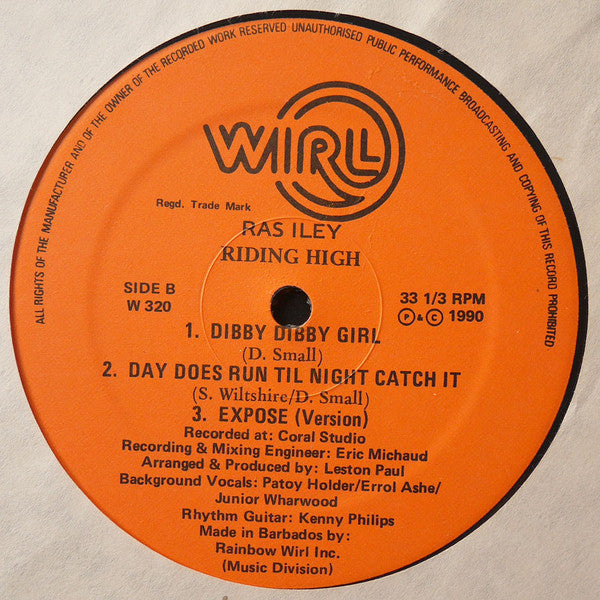 ALL RIGHTS OF THE MANUFACTURER AND OF THE OWNER OF THE RECORDED WORK RESERVED · UNAUTHORISED PUBLIC PERFORMANCE BROADCASTING AND COPYING OF THIS RECORD PROHIBITED
WIRL
Regd. Trade Mark
RAS ILEY
RIDING HIGH
SIDE B
W 320
33 1/3 RPM
℗ & © 1990
1. DIBBY DIBBY GIRL
(D. Small)
2. DAY DOES RUN TIL NIGHT CATCH IT
(S. Wiltshire/D. Small)
3. EXPOSE (Version)
Recorded at: Coral Studio
Recording & Mixing Engineer: Eric Michaud
Arranged & Produced by: Leston Paul
Background Vocals: Patoy Holder/Errol Ashe/
Junior Wharwood
Rhythm Guitar: Kenny Philips
Made in Barbados by:
Rainbow Wirl Inc.
(Music Division)